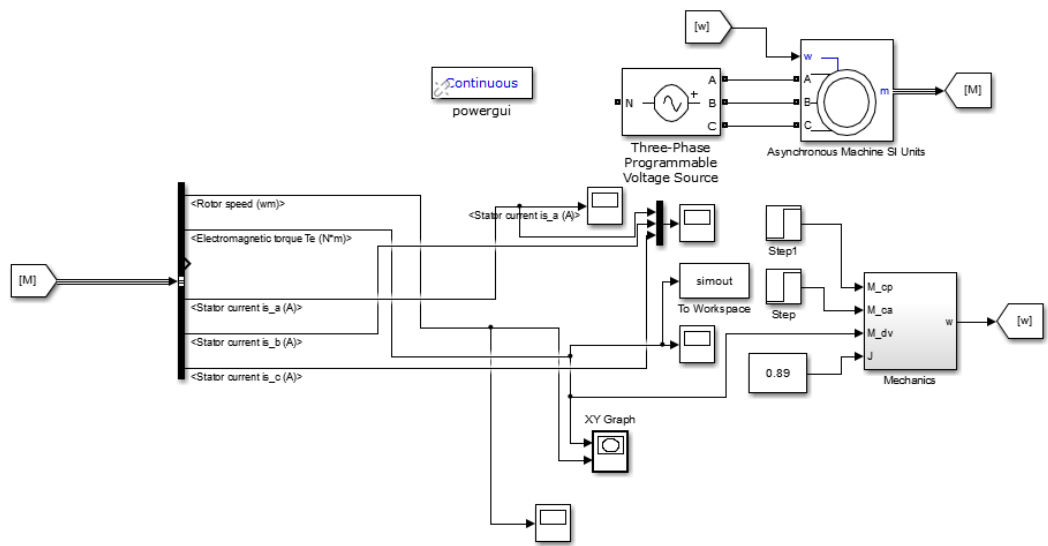 [w]
Continuous
powergui
N
+
A
B
C
Three-Phase
Programmable
Voltage Source
w
A
B
C
m
Asynchronous Machine SI Units
[M]
<Rotor speed (wm)>
<Electromagnetic torque Te (N*m)>
[M]
<Stator current is_a (A)>
<Stator current is_b (A)>
<Stator current is_c (A)>
<Stator current is_a (A)>
simout
To Workspace
XY Graph
Step1
Step
0.89
M_cp
M_ca
M_dv
J
w
Mechanics
[w]